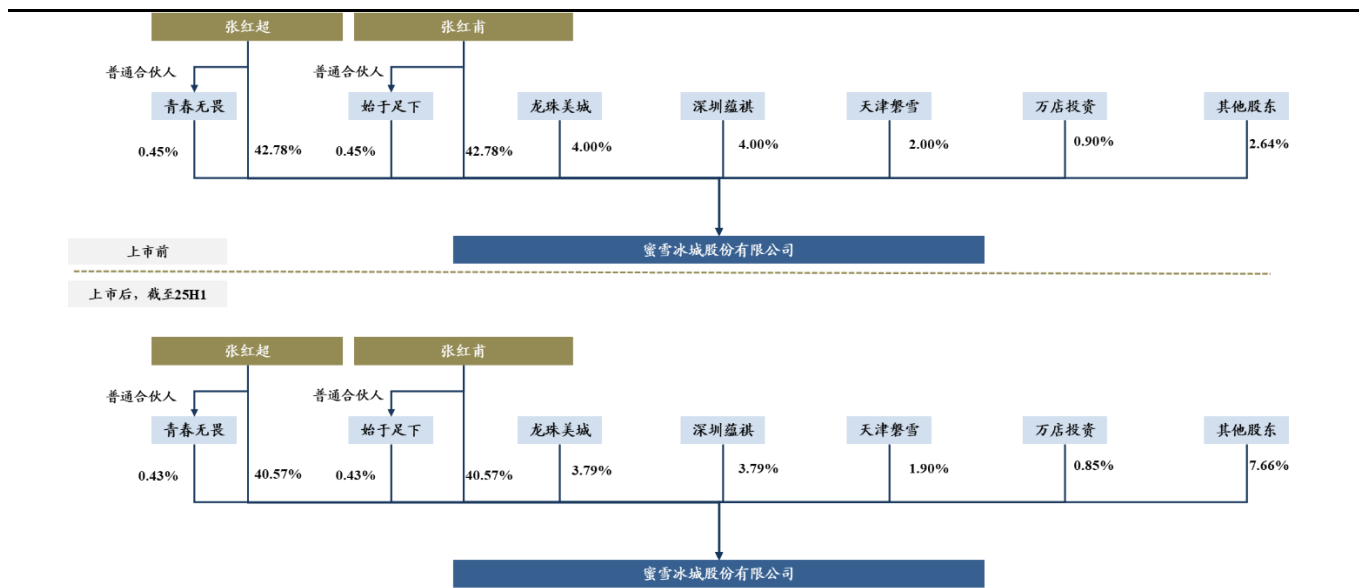 张红超 张红甫
普通合伙人 普通合伙人
青春无畏 始于足下 龙珠美城 深圳蕴祺 天津磐雪 万店投资 其他股东
0.45% 42.78% 0.45% 42.78% 4.00% 4.00% 2.00% 0.90% 2.64%
上市前 蜜雪冰城股份有限公司
上市后，截至25H1
张红超 张红甫
普通合伙人 普通合伙人
青春无畏 始于足下 龙珠美城 深圳蕴祺 天津磐雪 万店投资 其他股东
0.43% 40.57% 0.43% 40.57% 3.79% 3.79% 1.90% 0.85% 7.66%
蜜雪冰城股份有限公司